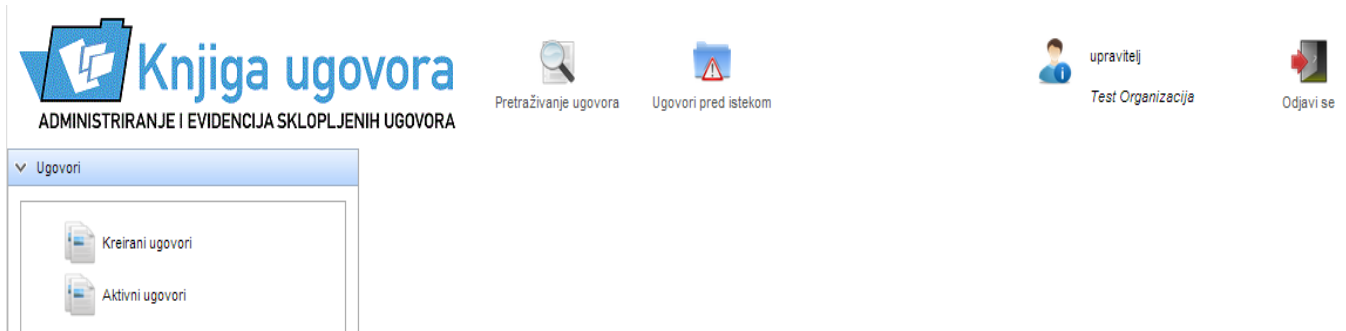 Knjiga ugovora
ADMINISTRIRANJE I EVIDENCIJA SKLOPLJENIH UGOVORA
Pretraživanje ugovora
Ugovori pred istekom
upravitelj
Test Organizacija
Odjavi se
Ugovori
Kreirani ugovori
Aktivni ugovori